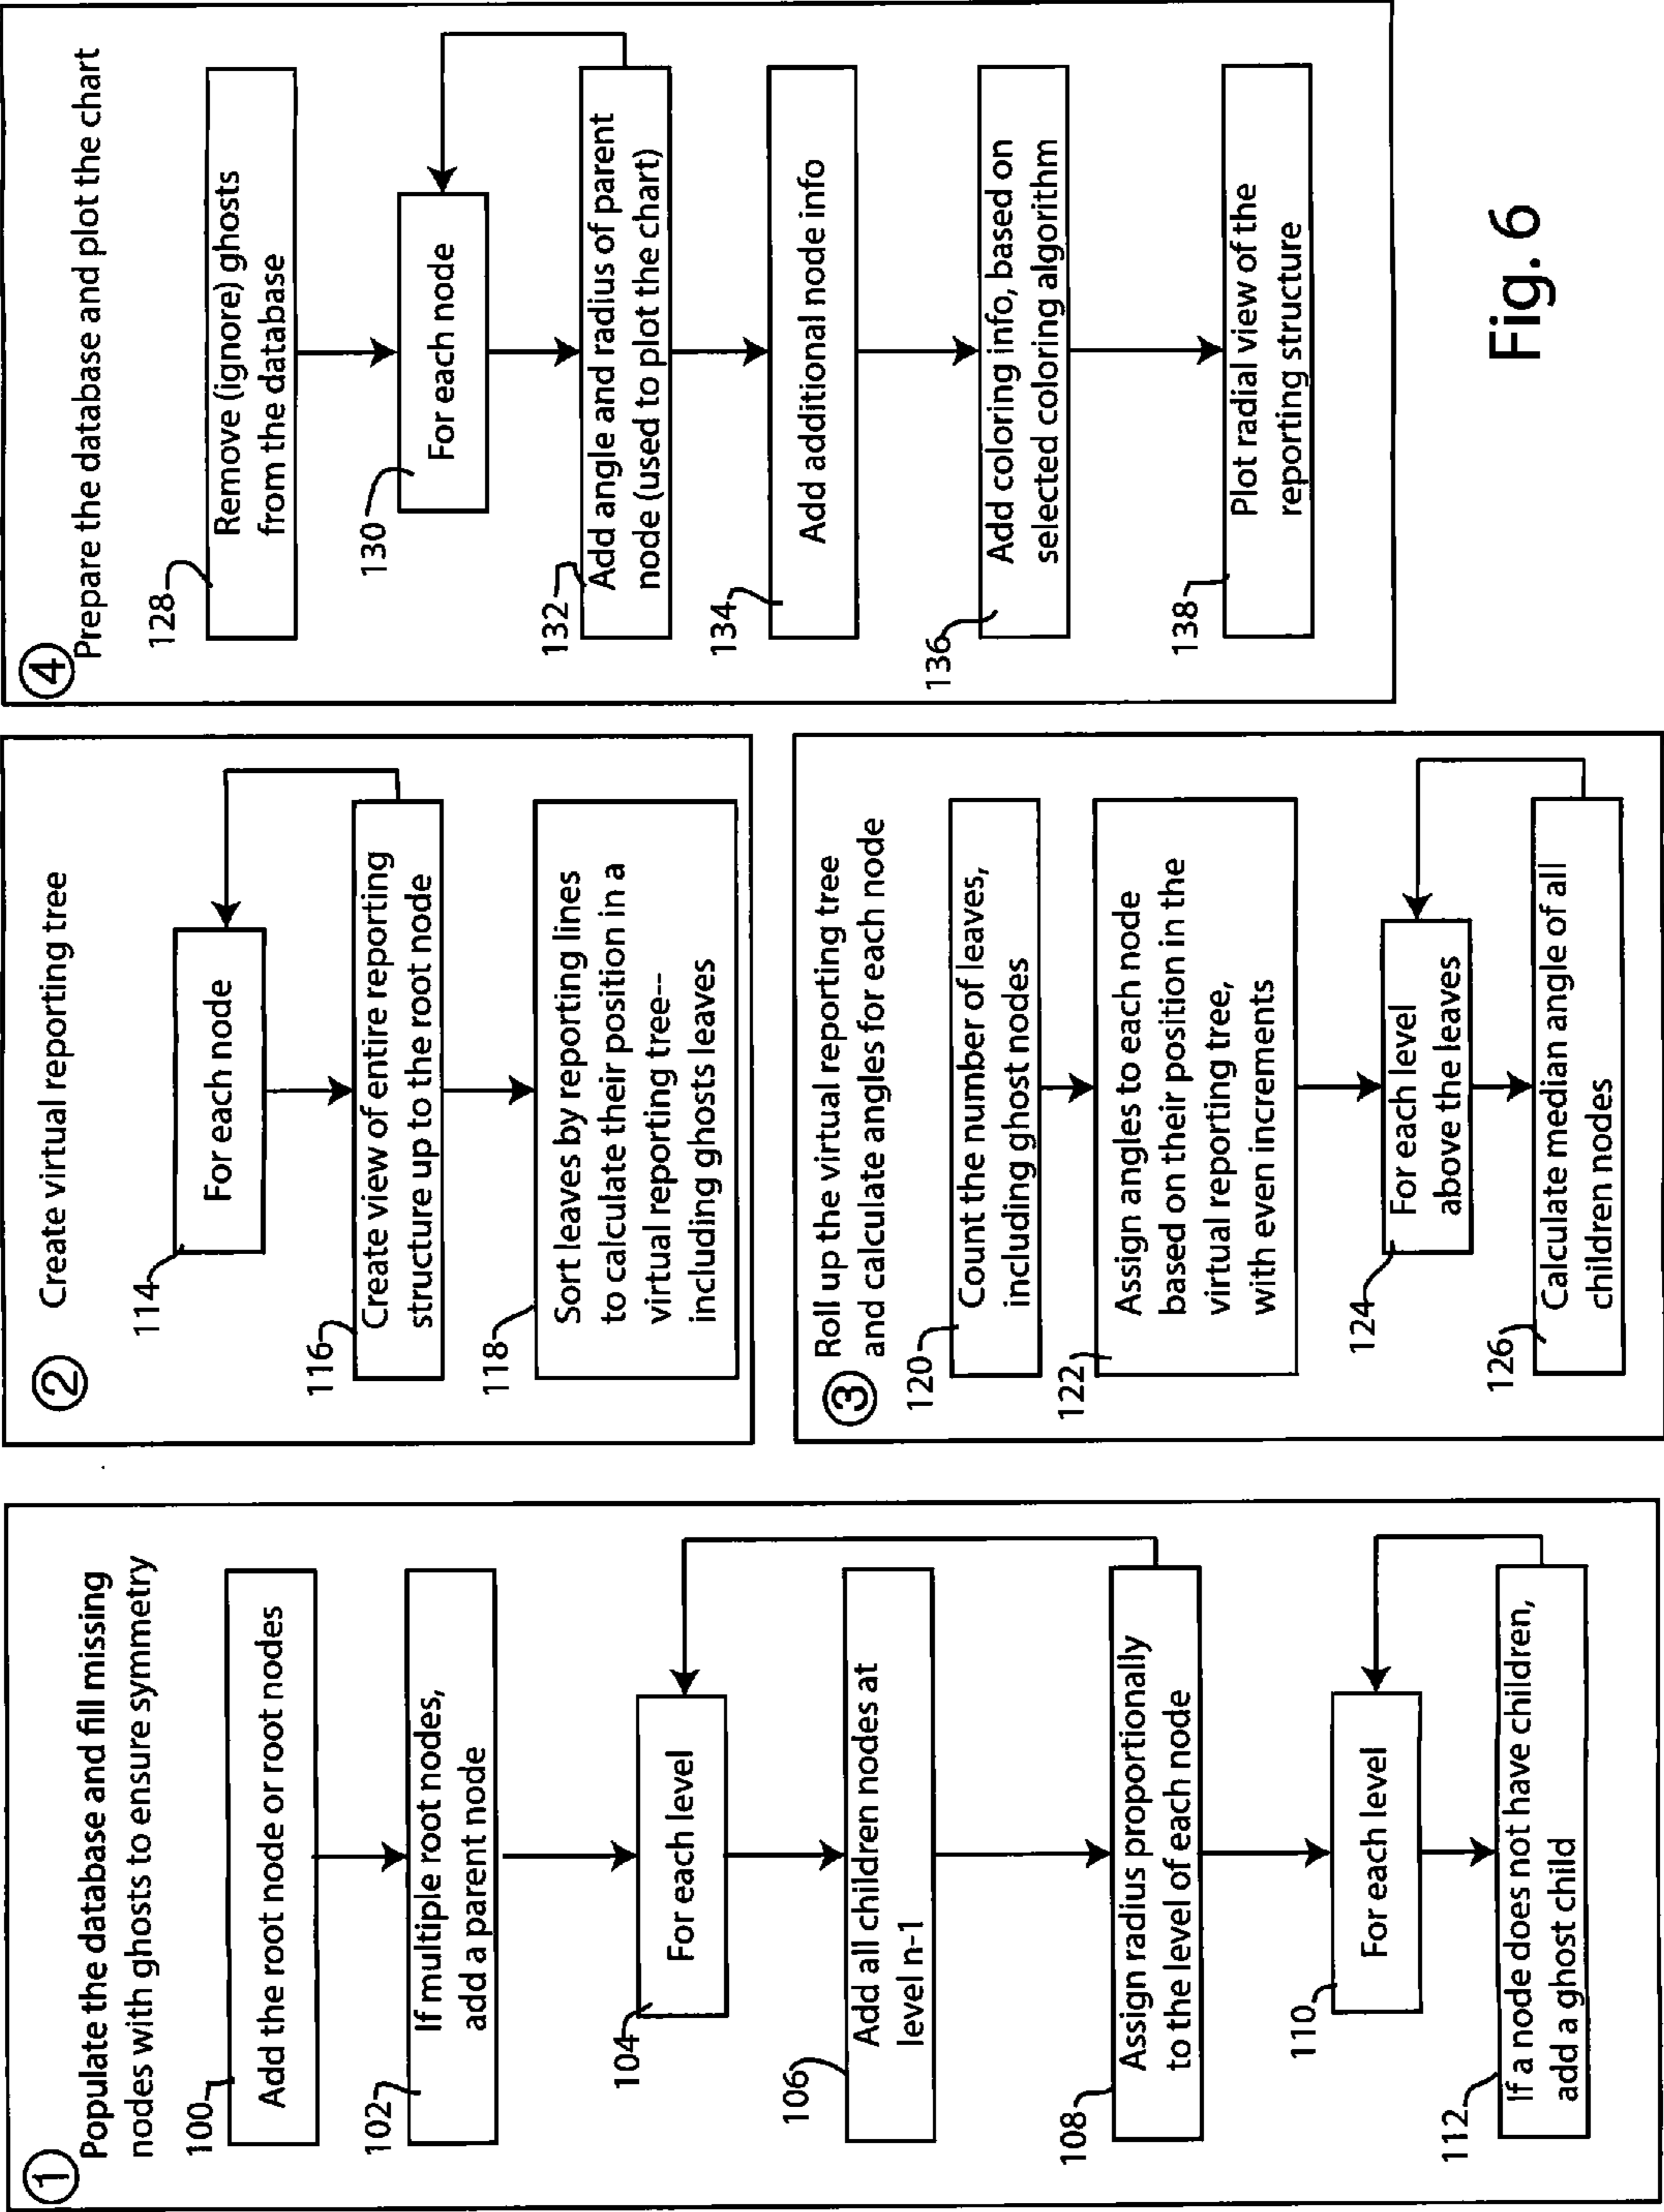 ①
Populate the database and fill missing
nodes with ghosts to ensure symmetry
100
Add the root node or root nodes
102
If multiple root nodes,
add a parent node
104
For each level
106
Add all children nodes at
level n-1
108
Assign radius proportionally
to the level of each node
110
For each level
112
If a node does not have children,
add a ghost child
②
Create virtual reporting tree
114
For each node
116
Create view of entire reporting
structure up to the root node
118
Sort leaves by reporting lines
to calculate their position in a
virtual reporting tree--
including ghosts leaves
③
Roll up the virtual reporting tree
and calculate angles for each node
120
Count the number of leaves,
including ghost nodes
122
Assign angles to each node
based on their position in the
virtual reporting tree,
with even increments
124
For each level
above the leaves
126
Calculate median angle of all
children nodes
④
Prepare the database and plot the chart
128
Remove (ignore) ghosts
from the database
130
For each node
132
Add angle and radius of parent
node (used to plot the chart)
134
Add additional node info
136
Add coloring info, based on
selected coloring algorithm
138
Plot radial view of the
reporting structure
Fig. 6